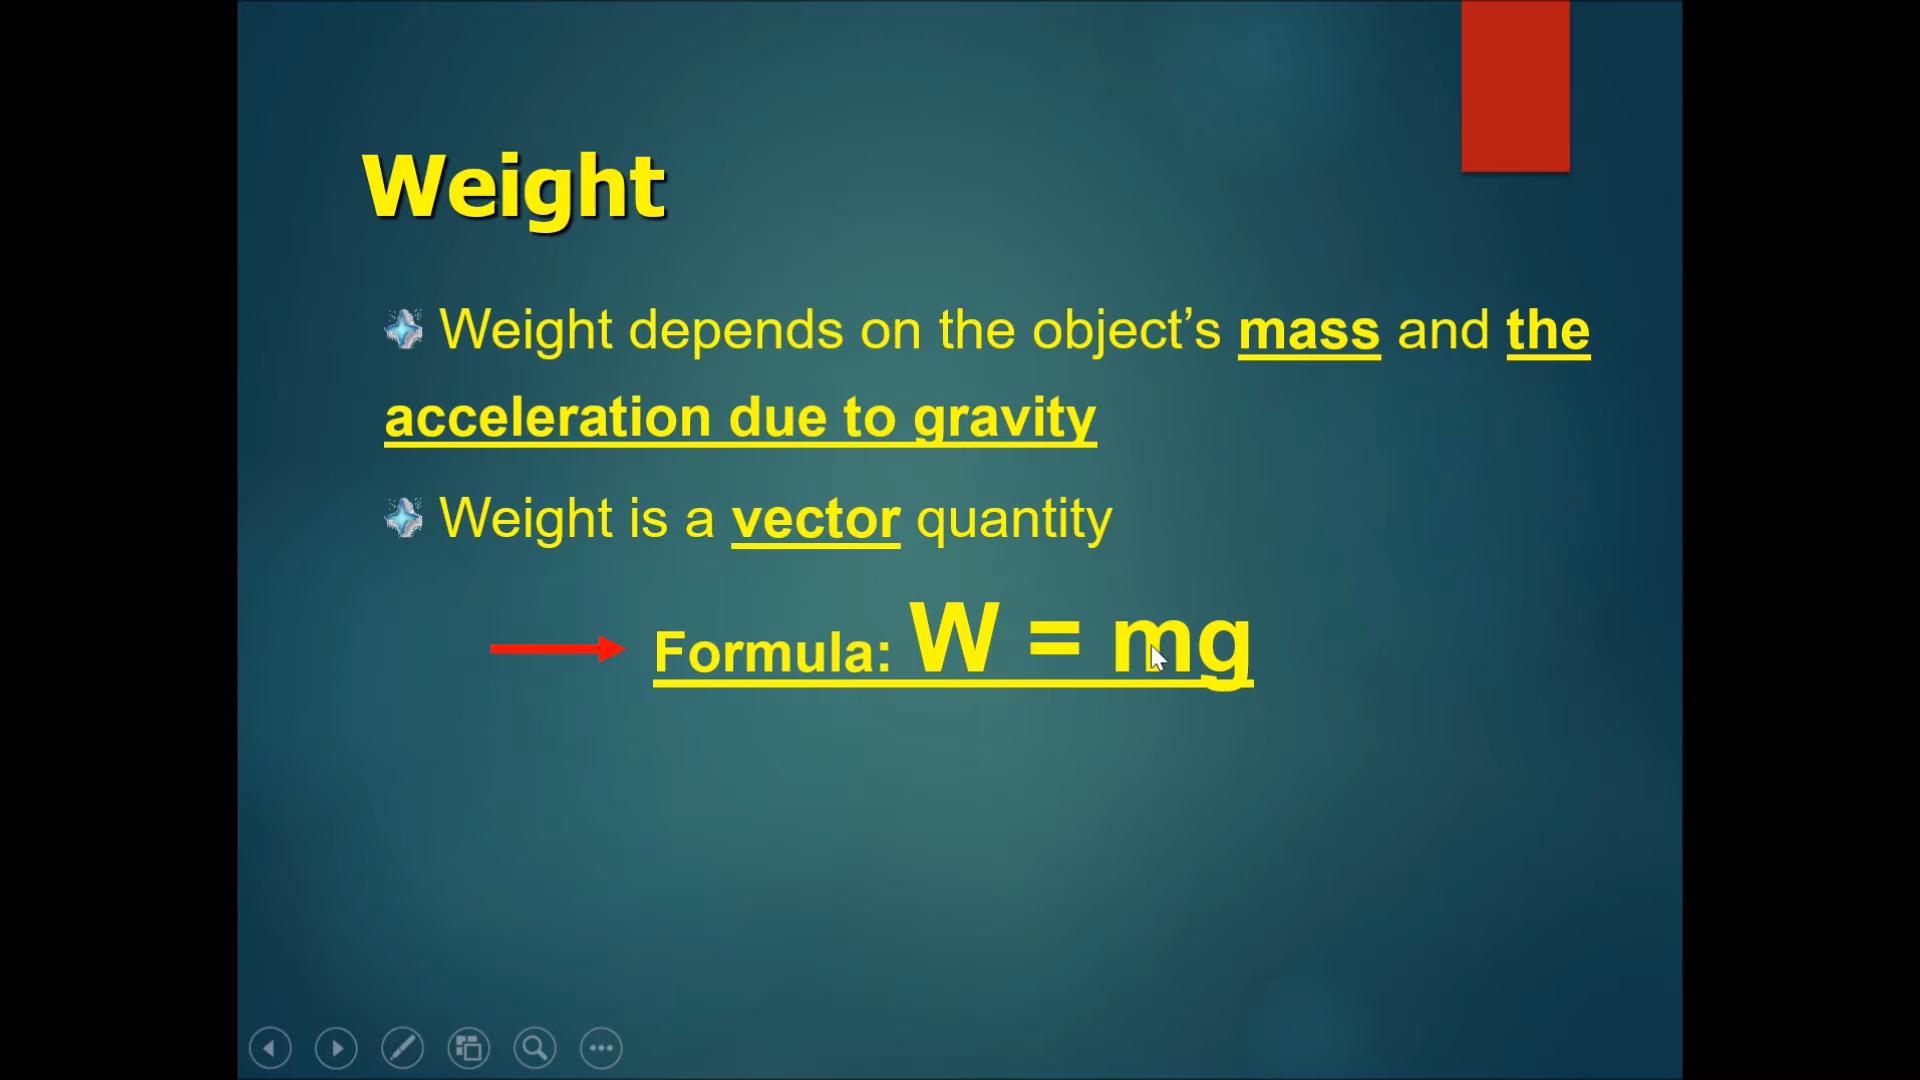 Weight
Weight depends on the object’s mass and the
acceleration due to gravity
Weight is a vector quantity
Formula: W = mg